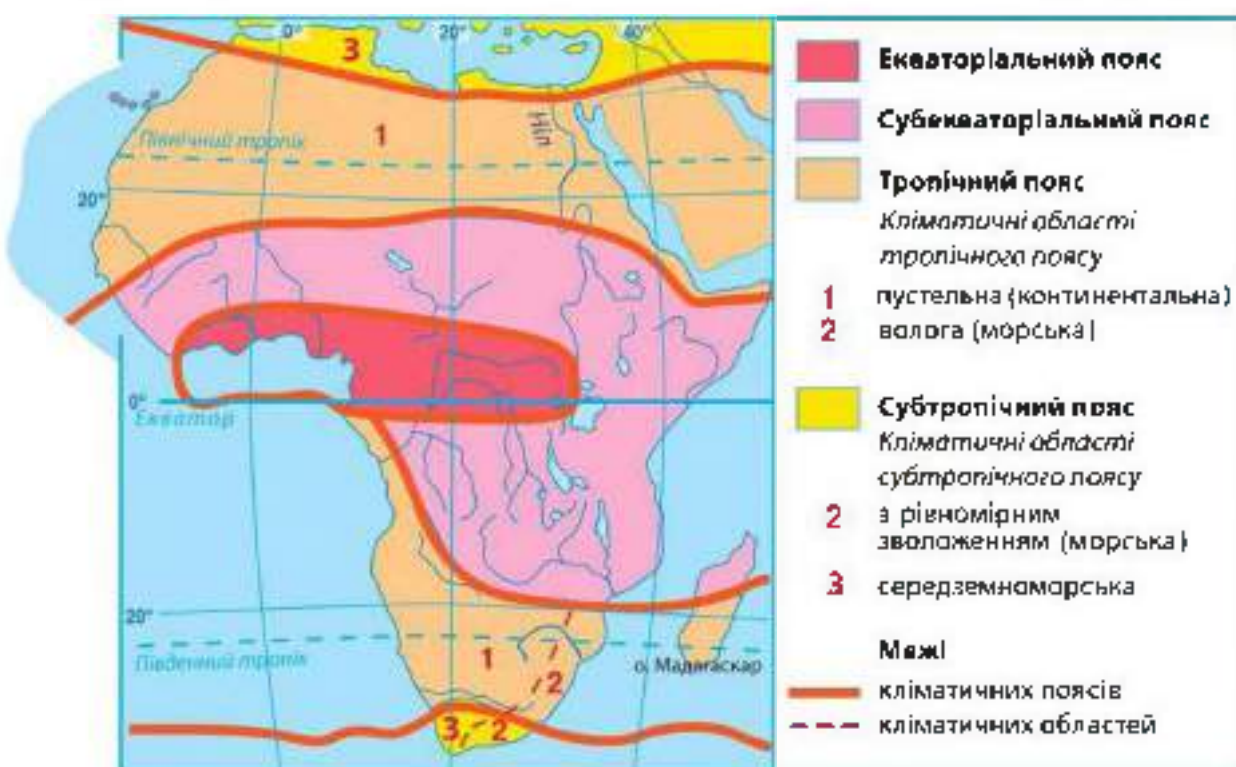 0°
20°
40°
3
1
Північний тропік
Ніл
20°
0°
Екватор
20°
Південний тропік
1
2
о. Мадагаскар
3
2
Екваторіальний пояс
Субекваторіальний пояс
Тропічний пояс
Кліматичні області
тропічного поясу
1 пустельна (континентальна)
2 волога (морська)
Субтропічний пояс
Кліматичні області
субтропічного поясу
2 з рівномірним
зволоженням (морська)
3 середземноморська
Межі
кліматичних поясів
кліматичних областей